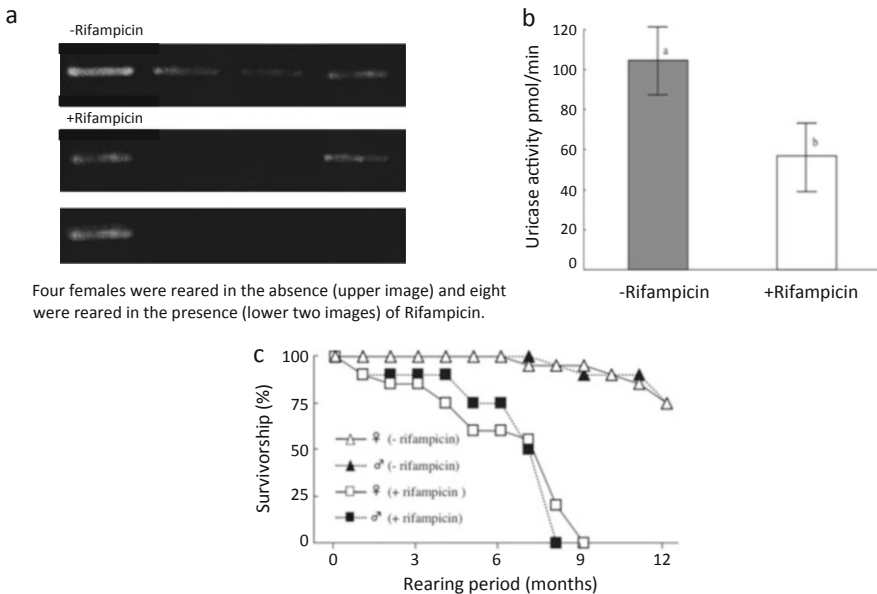 a
-Rifampicin
+Rifampicin
Four females were reared in the absence (upper image) and eight
were reared in the presence (lower two images) of Rifampicin.
b
Uricase activity pmol/min
120
100
80
60
40
20
0
a
b
-Rifampicin
+Rifampicin
c
Survivorship (%)
100
75
50
25
0
♀ (- rifampicin)
♂ (- rifampicin)
♀ (+ rifampicin )
♂ (+ rifampicin)
0 3 6 9 12
Rearing period (months)